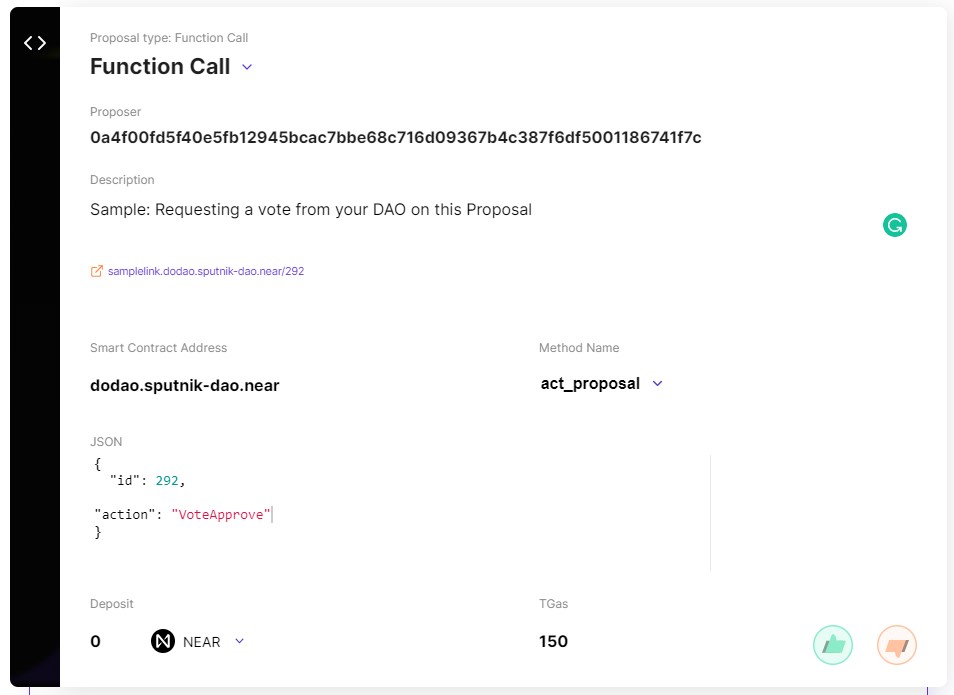 Proposal type: Function Call
Function Call
Proposer
0a4f00fd5f40e5fb12945bcac7bbe68c716d09367b4c387f6df5001186741f7c
Description
Sample: Requesting a vote from your DAO on this Proposal
samplelink.dodao.sputnik-dao.near/292
Smart Contract Address
Method Name
dodao.sputnik-dao.near
act_proposal
JSON
{
"id": 292,
"action": "VoteApprove"
}
Deposit
TGas
0 NEAR
150